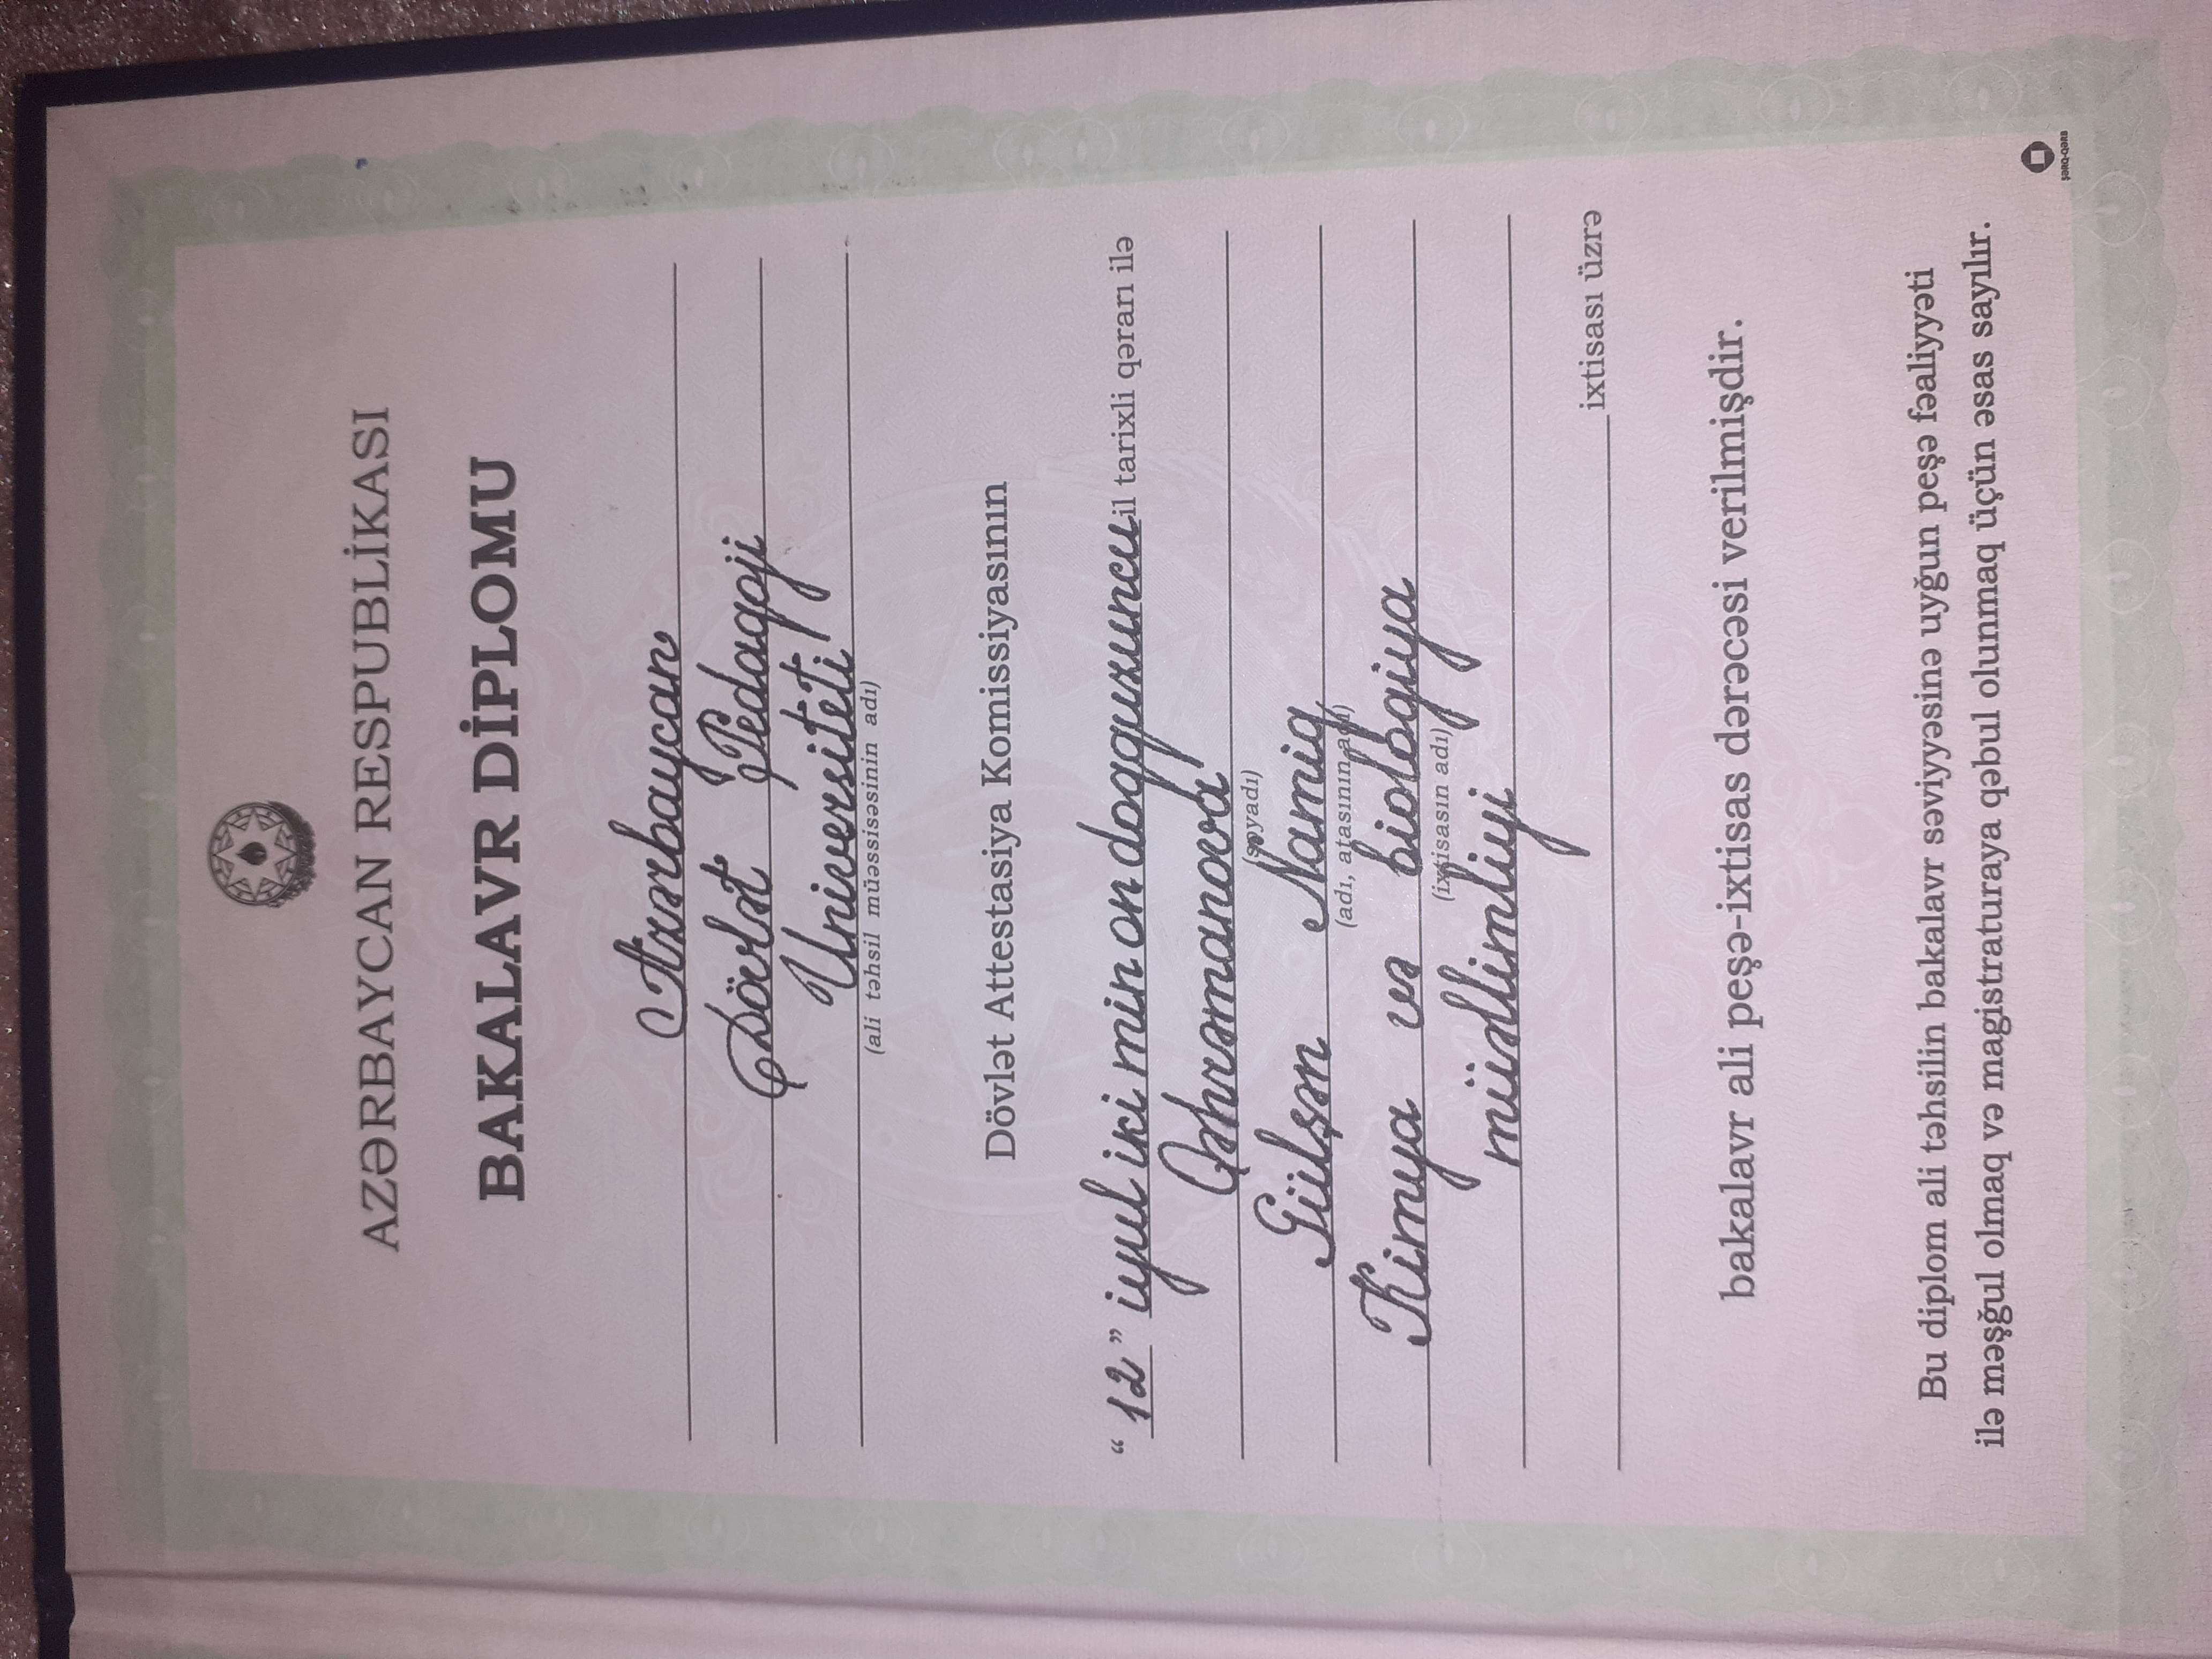 AZƏRBAYCAN RESPUBLİKASI
BAKALAVR DİPLOMU
Azərbaycan
Dövlət Pedaqoji
Universiteti
(ali təhsil müəssisəsinin adı)
Dövlət Attestasiya Komissiyasının
“12” iyul iki min on doqquzuncu il tarixli qərarı ilə
Qəhrəmanova
(soyadı)
Gülşən Namiq
(adı, atasının adı)
Kimya və biologiya
(ixtisasın adı)
müəllimliyi
ixtisası üzrə
bakalavr ali peşə-ixtisas dərəcəsi verilmişdir.
Bu diplom ali təhsilin bakalavr səviyyəsinə uyğun peşə fəaliyyəti
ilə məşğul olmaq və magistraturaya qəbul olunmaq üçün əsas sayılır.